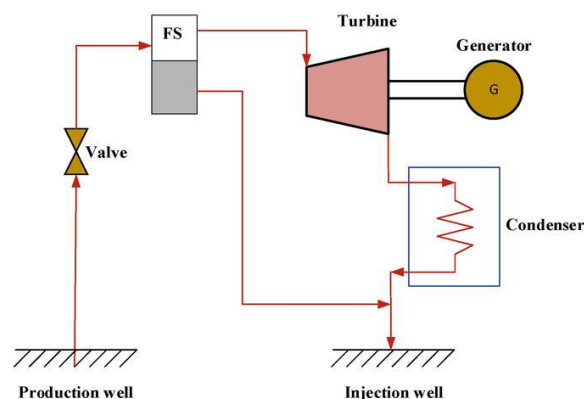 Turbine
FS
Generator
G
Valve
Condenser
Production well
Injection well